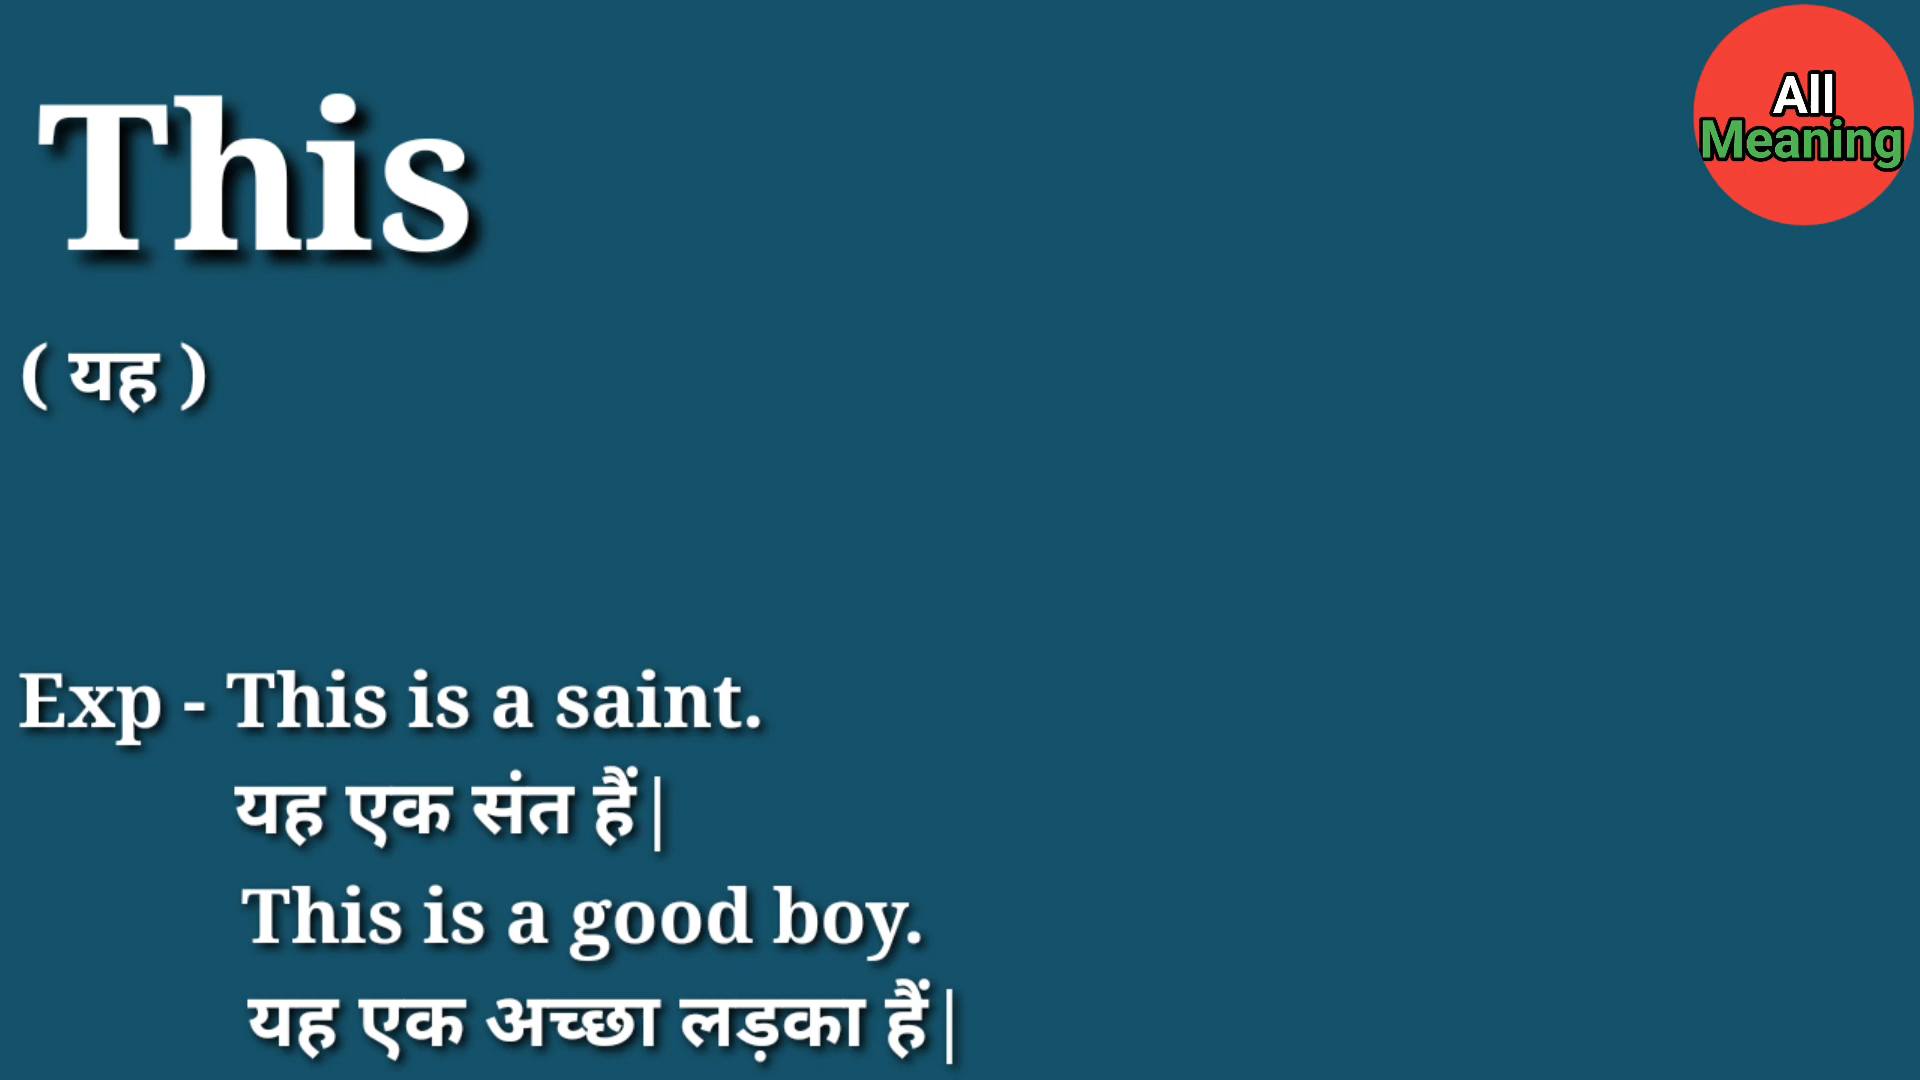 This
All
Meaning
( यह )
Exp - This is a saint.
यह एक संत हैं|
This is a good boy.
यह एक अच्छा लड़का हैं|